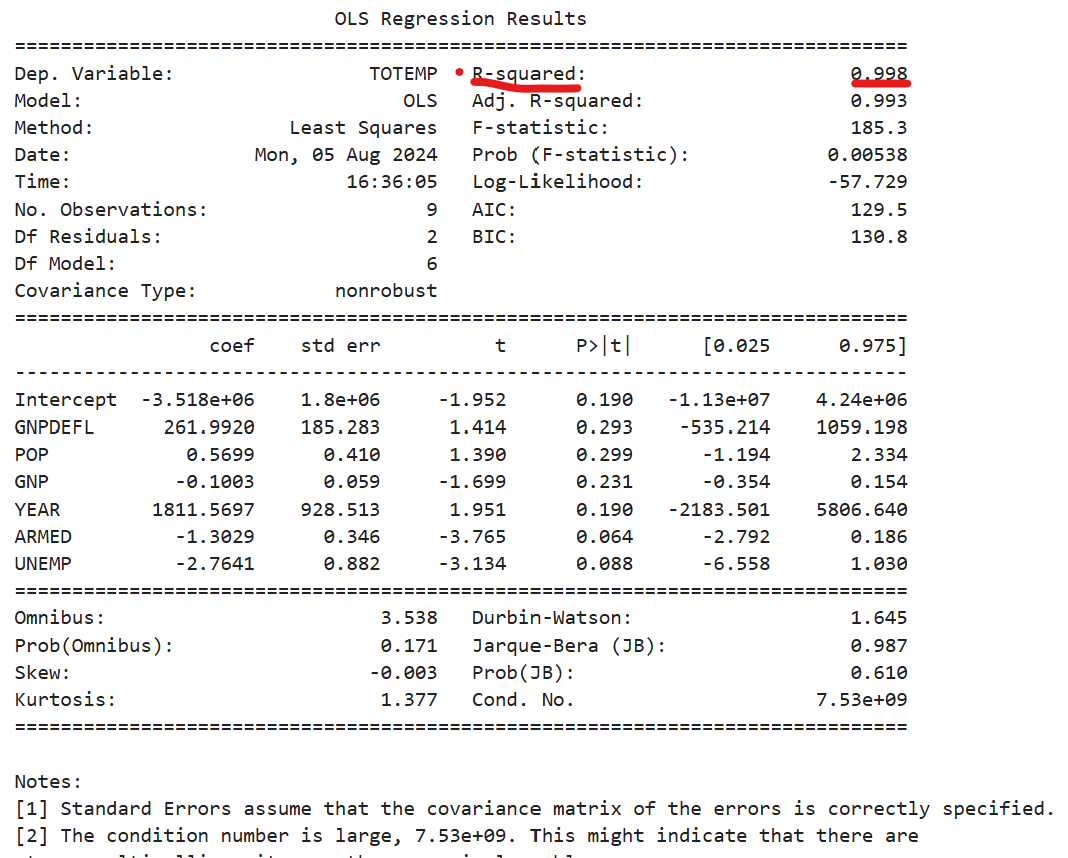 OLS Regression Results
==============================================================================
Dep. Variable: TOTEMP R-squared: 0.998
Model: OLS Adj. R-squared: 0.993
Method: Least Squares F-statistic: 185.3
Date: Mon, 05 Aug 2024 Prob (F-statistic): 0.00538
Time: 16:36:05 Log-Likelihood: -57.729
No. Observations: 9 AIC: 129.5
Df Residuals: 2 BIC: 130.8
Df Model: 6
Covariance Type: nonrobust
==============================================================================
coef std err t P>|t| [0.025 0.975]
------------------------------------------------------------------------------
Intercept -3.518e+06 1.8e+06 -1.952 0.190 -1.13e+07 4.24e+06
GNPDEFL 261.9920 185.283 1.414 0.293 -535.214 1059.198
POP 0.5699 0.410 1.390 0.299 -1.194 2.334
GNP -0.1003 0.059 -1.699 0.231 -0.354 0.154
YEAR 1811.5697 928.513 1.951 0.190 -2183.501 5806.640
ARMED -1.3029 0.346 -3.765 0.064 -2.792 0.186
UNEMP -2.7641 0.882 -3.134 0.088 -6.558 1.030
==============================================================================
Omnibus: 3.538 Durbin-Watson: 1.645
Prob(Omnibus): 0.171 Jarque-Bera (JB): 0.987
Skew: -0.003 Prob(JB): 0.610
Kurtosis: 1.377 Cond. No. 7.53e+09
==============================================================================
Notes:
[1] Standard Errors assume that the covariance matrix of the errors is correctly specified.
[2] The condition number is large, 7.53e+09. This might indicate that there are